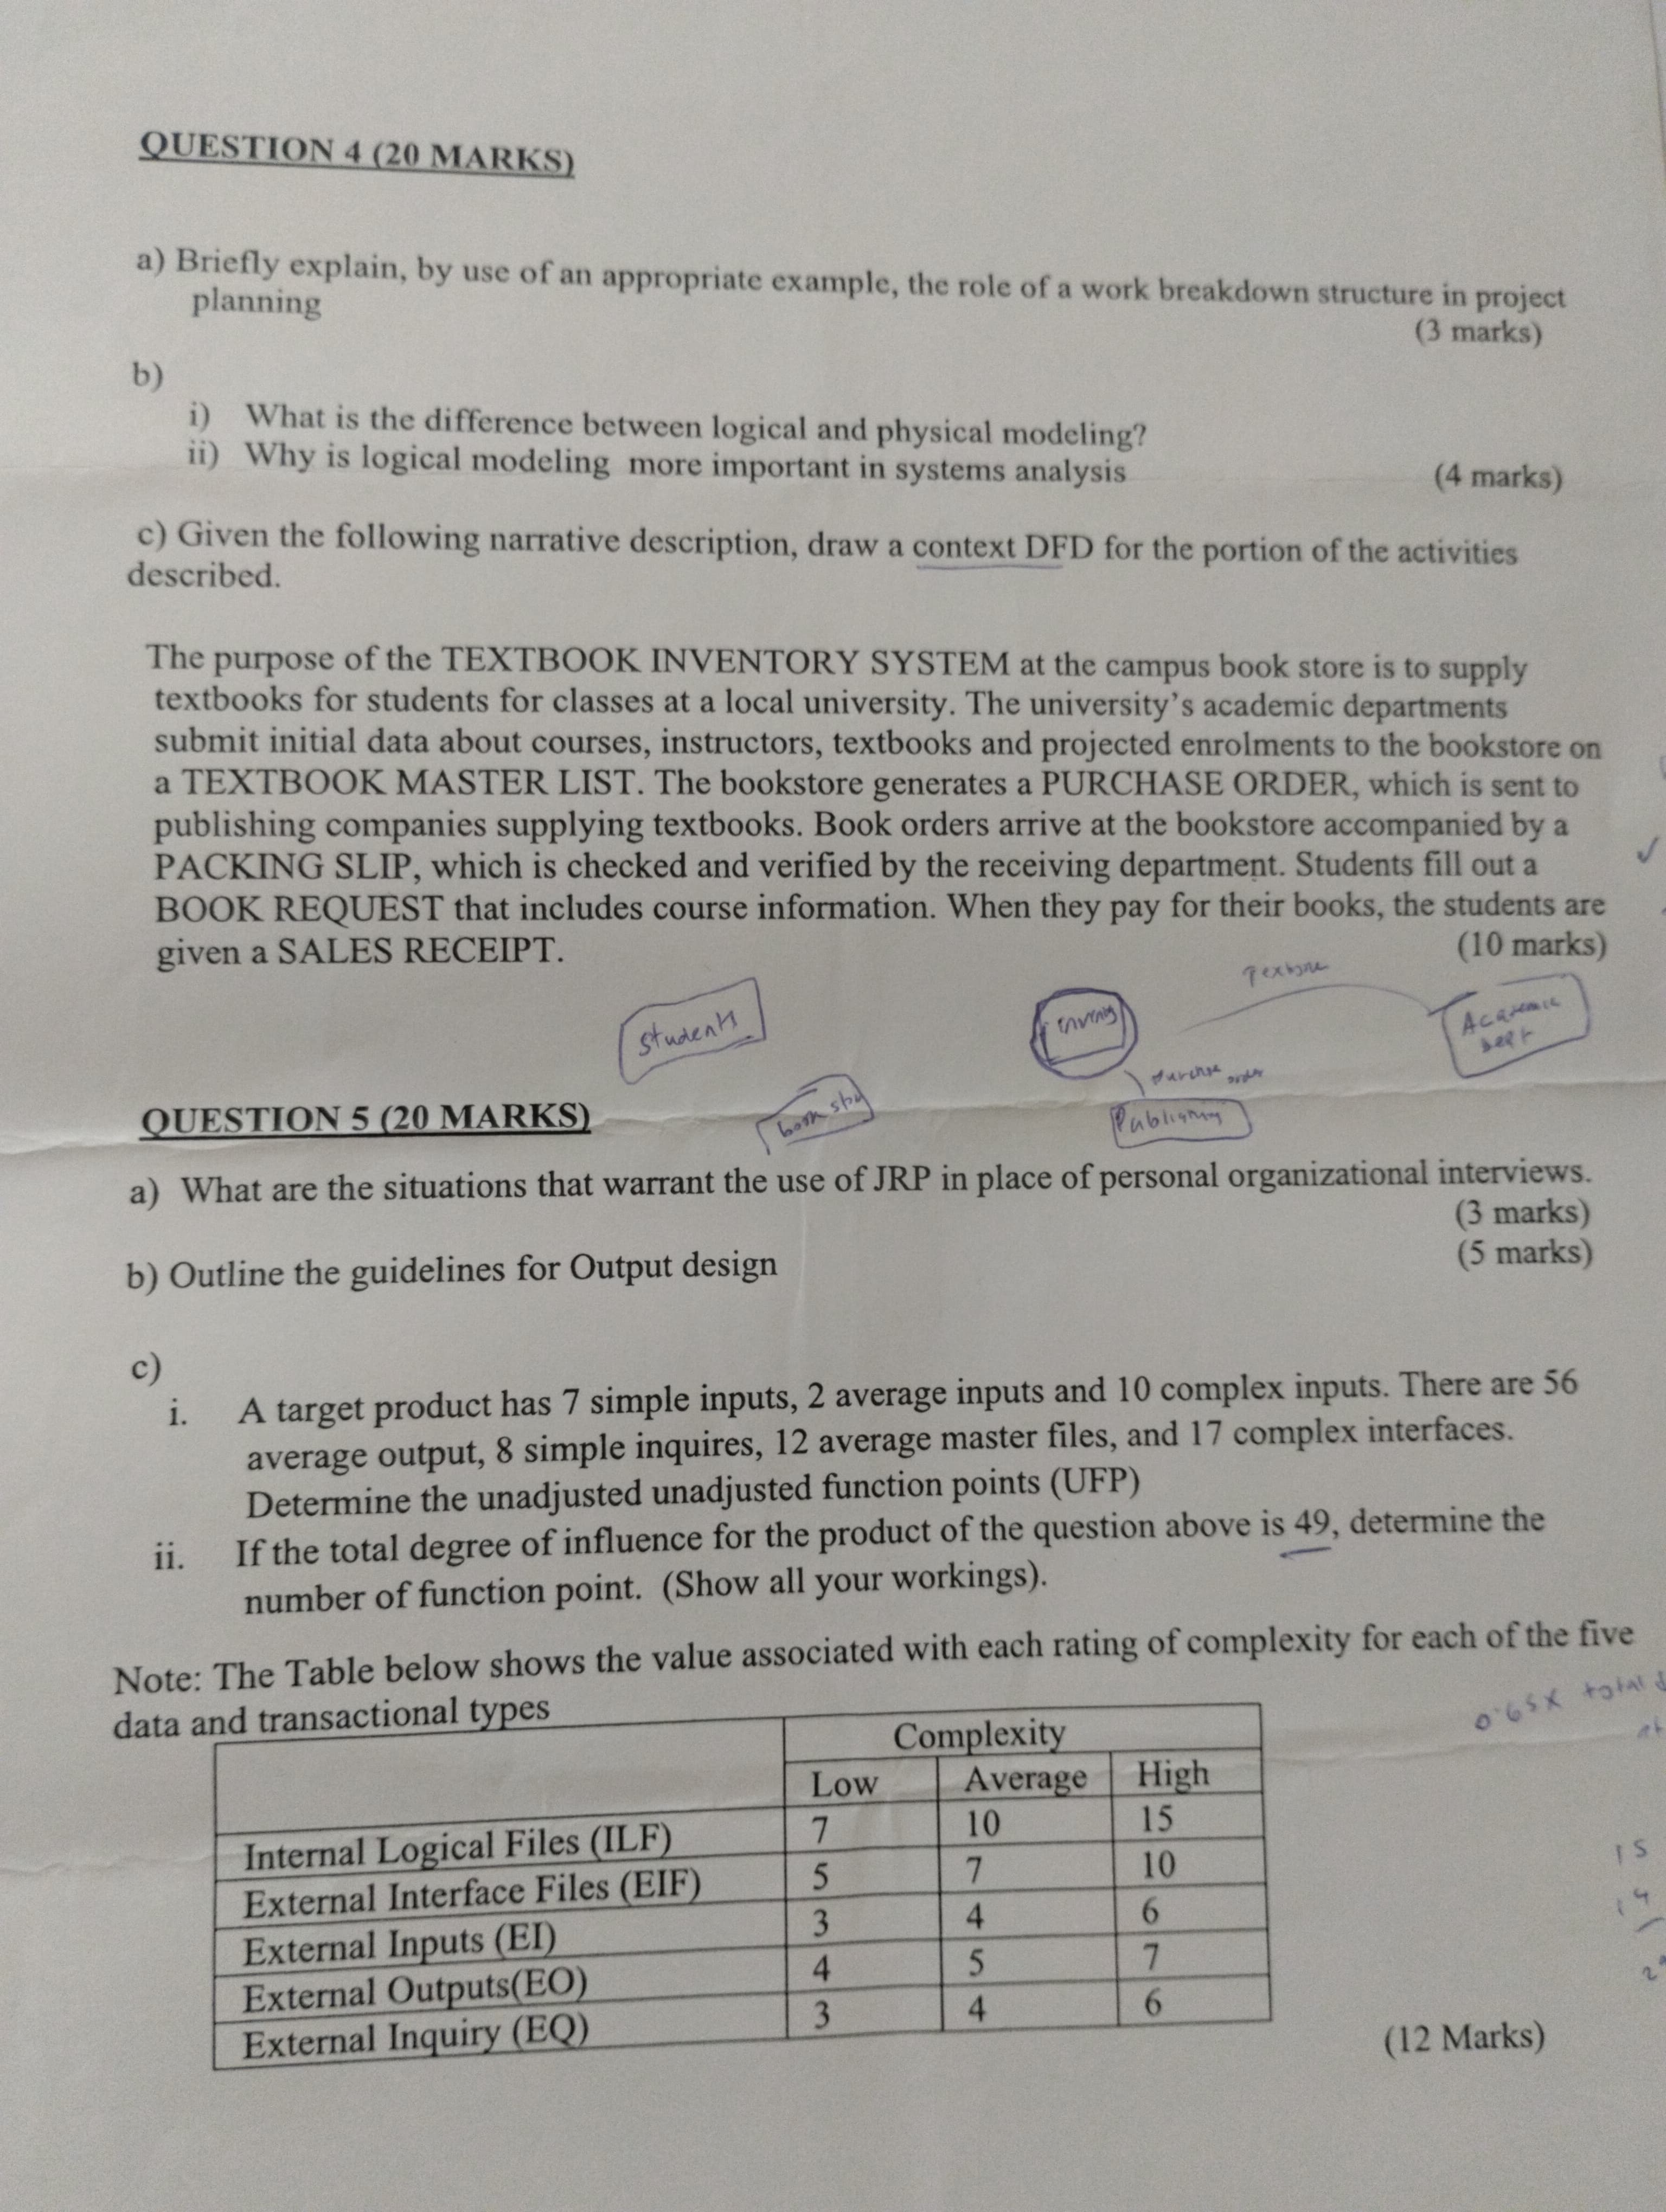 QUESTION 4 (20 MARKS)
a) Briefly explain, by use of an appropriate example, the role of a work breakdown structure in project
planning
(3 marks)
b)
i) What is the difference between logical and physical modeling?
ii) Why is logical modeling more important in systems analysis (4 marks)
c) Given the following narrative description, draw a context DFD for the portion of the activities
described.
The purpose of the TEXTBOOK INVENTORY SYSTEM at the campus book store is to supply
textbooks for students for classes at a local university. The university's academic departments
submit initial data about courses, instructors, textbooks and projected enrolments to the bookstore on
a TEXTBOOK MASTER LIST. The bookstore generates a PURCHASE ORDER, which is sent to
publishing companies supplying textbooks. Book orders arrive at the bookstore accompanied by a
PACKING SLIP, which is checked and verified by the receiving department. Students fill out a
BOOK REQUEST that includes course information. When they pay for their books, the students are
given a SALES RECEIPT. (10 marks)
Students
Academic
Dept
Purchase order
Publishing
QUESTION 5 (20 MARKS)
a) What are the situations that warrant the use of JRP in place of personal organizational interviews.
(3 marks)
b) Outline the guidelines for Output design (5 marks)
c)
i. A target product has 7 simple inputs, 2 average inputs and 10 complex inputs. There are 56
average output, 8 simple inquires, 12 average master files, and 17 complex interfaces.
Determine the unadjusted unadjusted function points (UFP)
ii. If the total degree of influence for the product of the question above is 49, determine the
number of function point. (Show all your workings).
Note: The Table below shows the value associated with each rating of complexity for each of the five
data and transactional types
0.65x total
Complexity
Low Average High
Internal Logical Files (ILF) 7 10 15
External Interface Files (EIF) 5 7 10
External Inputs (EI) 3 4 6
External Outputs(EO) 4 5 7
External Inquiry (EQ) 3 4 6
15
14
(12 Marks)